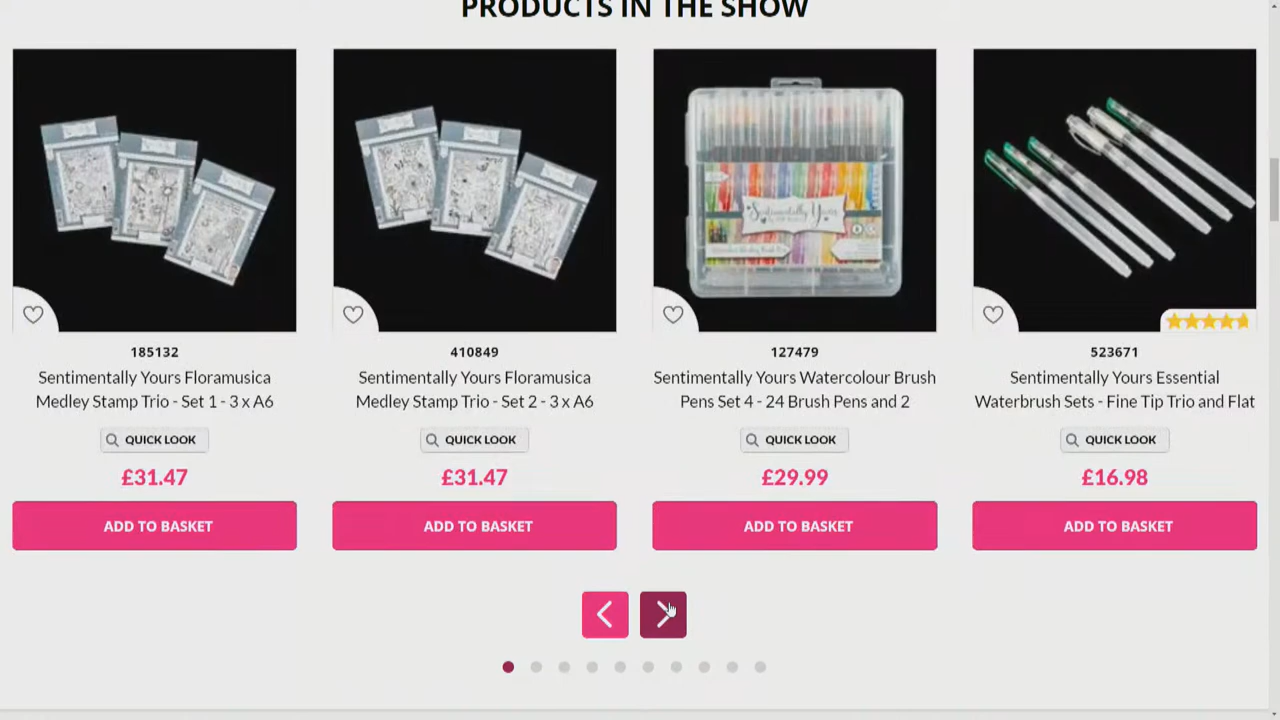 PRODUCTS IN THE SHOW
Sentimentally Yours
185132
410849
127479
523671
Sentimentally Yours Floramusica
Medley Stamp Trio - Set 1 - 3 x A6
Sentimentally Yours Floramusica
Medley Stamp Trio - Set 2 - 3 x A6
Sentimentally Yours Watercolour Brush
Pens Set 4 - 24 Brush Pens and 2
Sentimentally Yours Essential
Waterbrush Sets - Fine Tip Trio and Flat
QUICK LOOK
QUICK LOOK
QUICK LOOK
QUICK LOOK
£31.47
£31.47
£29.99
£16.98
ADD TO BASKET
ADD TO BASKET
ADD TO BASKET
ADD TO BASKET